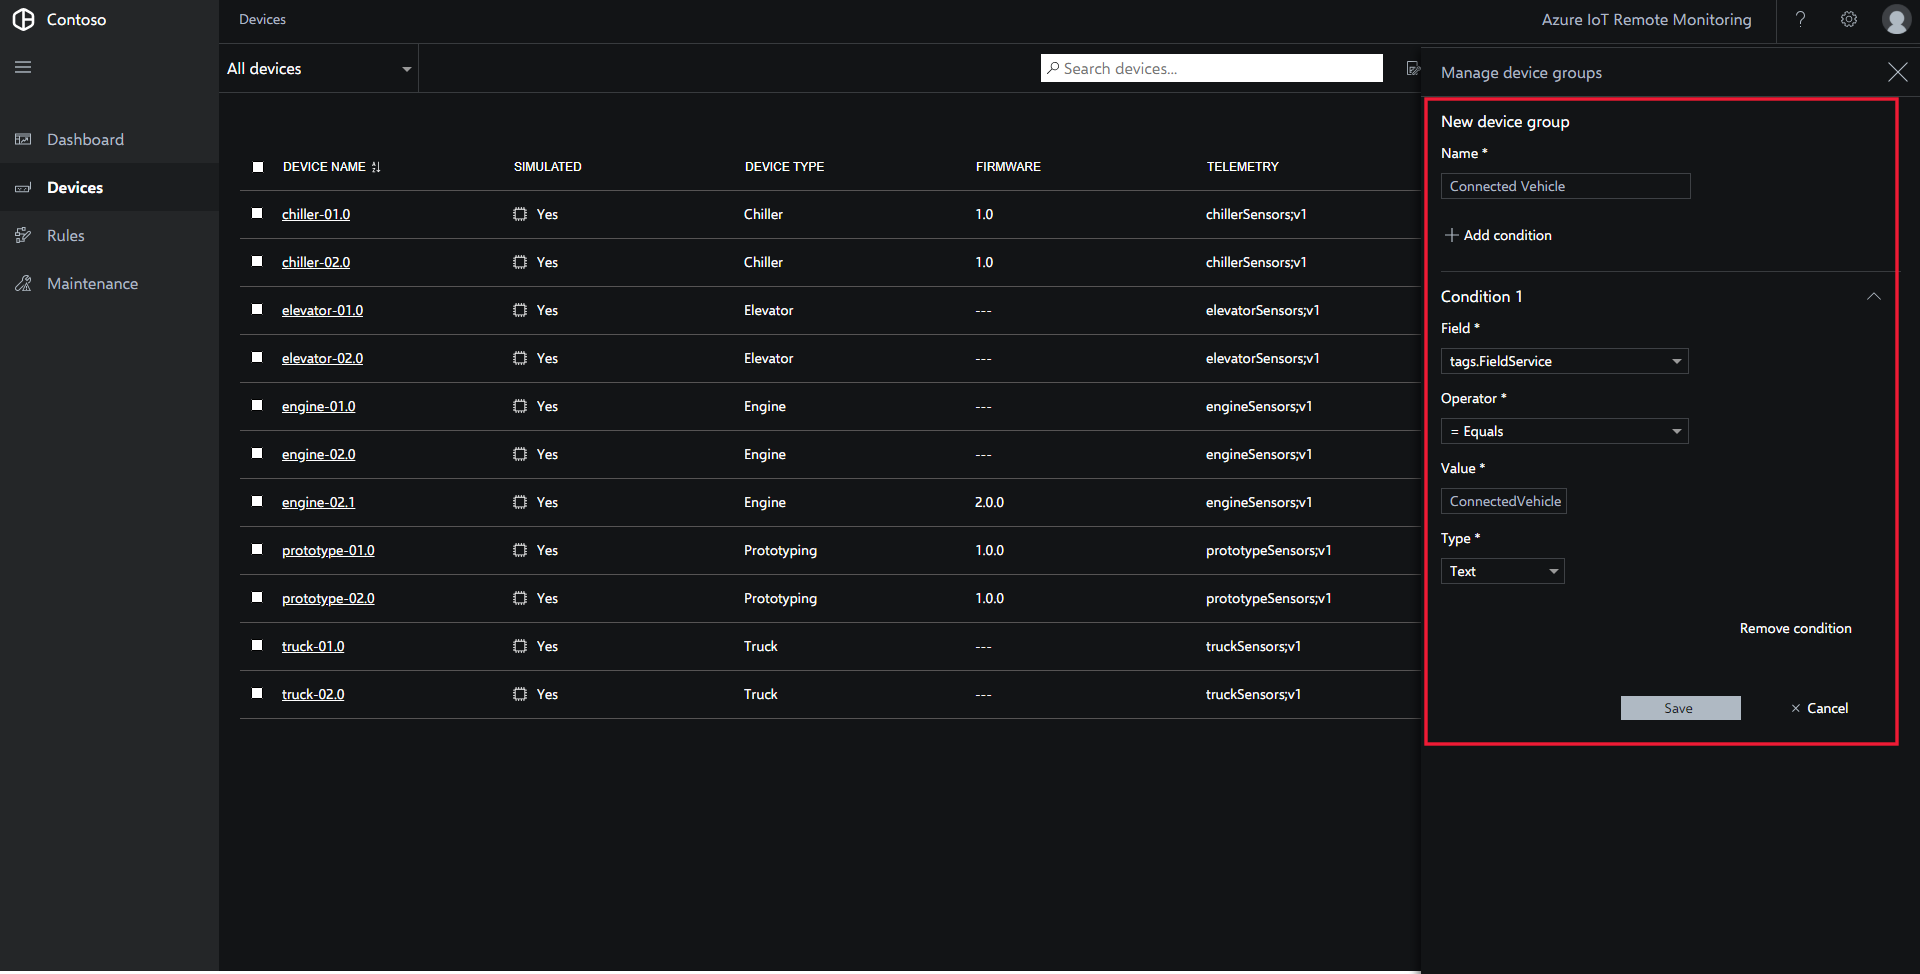 Contoso
Devices
Azure IoT Remote Monitoring
?
All devices
Search devices...
Dashboard
Devices
Rules
Maintenance
DEVICE NAME SIMULATED DEVICE TYPE FIRMWARE TELEMETRY
chiller-01.0 Yes Chiller 1.0 chillerSensors;v1
chiller-02.0 Yes Chiller 1.0 chillerSensors;v1
elevator-01.0 Yes Elevator --- elevatorSensors;v1
elevator-02.0 Yes Elevator --- elevatorSensors;v1
engine-01.0 Yes Engine --- engineSensors;v1
engine-02.0 Yes Engine --- engineSensors;v1
engine-02.1 Yes Engine 2.0.0 engineSensors;v1
prototype-01.0 Yes Prototyping 1.0.0 prototypeSensors;v1
prototype-02.0 Yes Prototyping 1.0.0 prototypeSensors;v1
truck-01.0 Yes Truck --- truckSensors;v1
truck-02.0 Yes Truck --- truckSensors;v1
Manage device groups
New device group
Name *
Connected Vehicle
Add condition
Condition 1
Field *
tags.FieldService
Operator *
= Equals
Value *
ConnectedVehicle
Type *
Text
Remove condition
Save
× Cancel